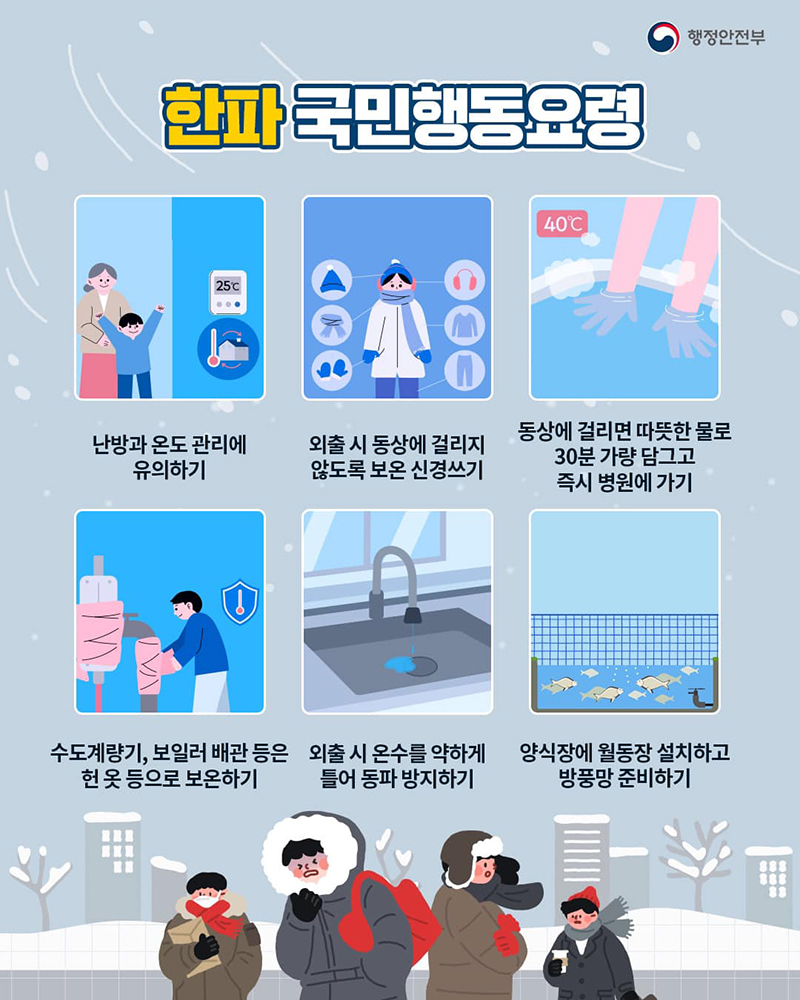 행정안전부
한파 국민행동요령
25℃
40℃
난방과 온도 관리에
유의하기
외출 시 동상에 걸리지
않도록 보온 신경쓰기
동상에 걸리면 따뜻한 물로
30분 가량 담그고
즉시 병원에 가기
수도계량기, 보일러 배관 등은
헌 옷 등으로 보온하기
외출 시 온수를 약하게
틀어 동파 방지하기
양식장에 월동장 설치하고
방풍망 준비하기